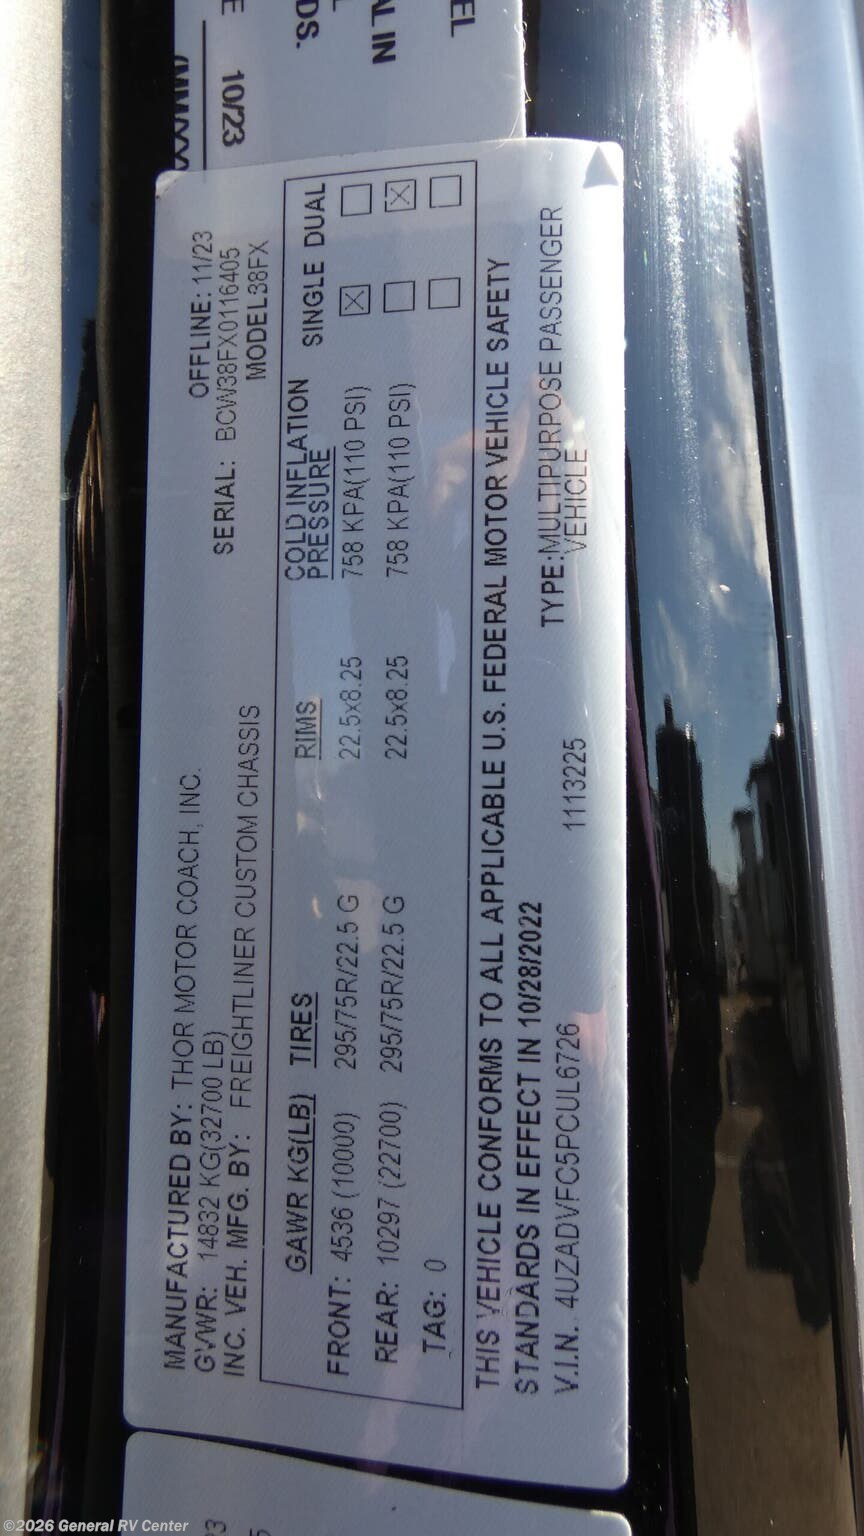 EL
AL IN
DS.
10/23
MANUFACTURED BY: THOR MOTOR COACH, INC. OFFLINE: 11/23
GVWR: 14832 KG(32700 LB) SERIAL: BCW38FX0116405
INC. VEH. MFG. BY: FREIGHTLINER CUSTOM CHASSIS MODEL38FX
GAWR KG(LB) TIRES RIMS COLD INFLATION PRESSURE SINGLE DUAL
FRONT: 4536 (10000) 295/75R/22.5 G 22.5x8.25 758 KPA(110 PSI) ☒ ☐
REAR: 10297 (22700) 295/75R/22.5 G 22.5x8.25 758 KPA(110 PSI) ☐ ☒
TAG: 0 ☐ ☐
THIS VEHICLE CONFORMS TO ALL APPLICABLE U.S. FEDERAL MOTOR VEHICLE SAFETY
STANDARDS IN EFFECT IN 10/28/2022 TYPE:MULTIPURPOSE PASSENGER
V.I.N.. 4UZADVFC5PCUL6726 1113225 VEHICLE
©2026 General RV Center